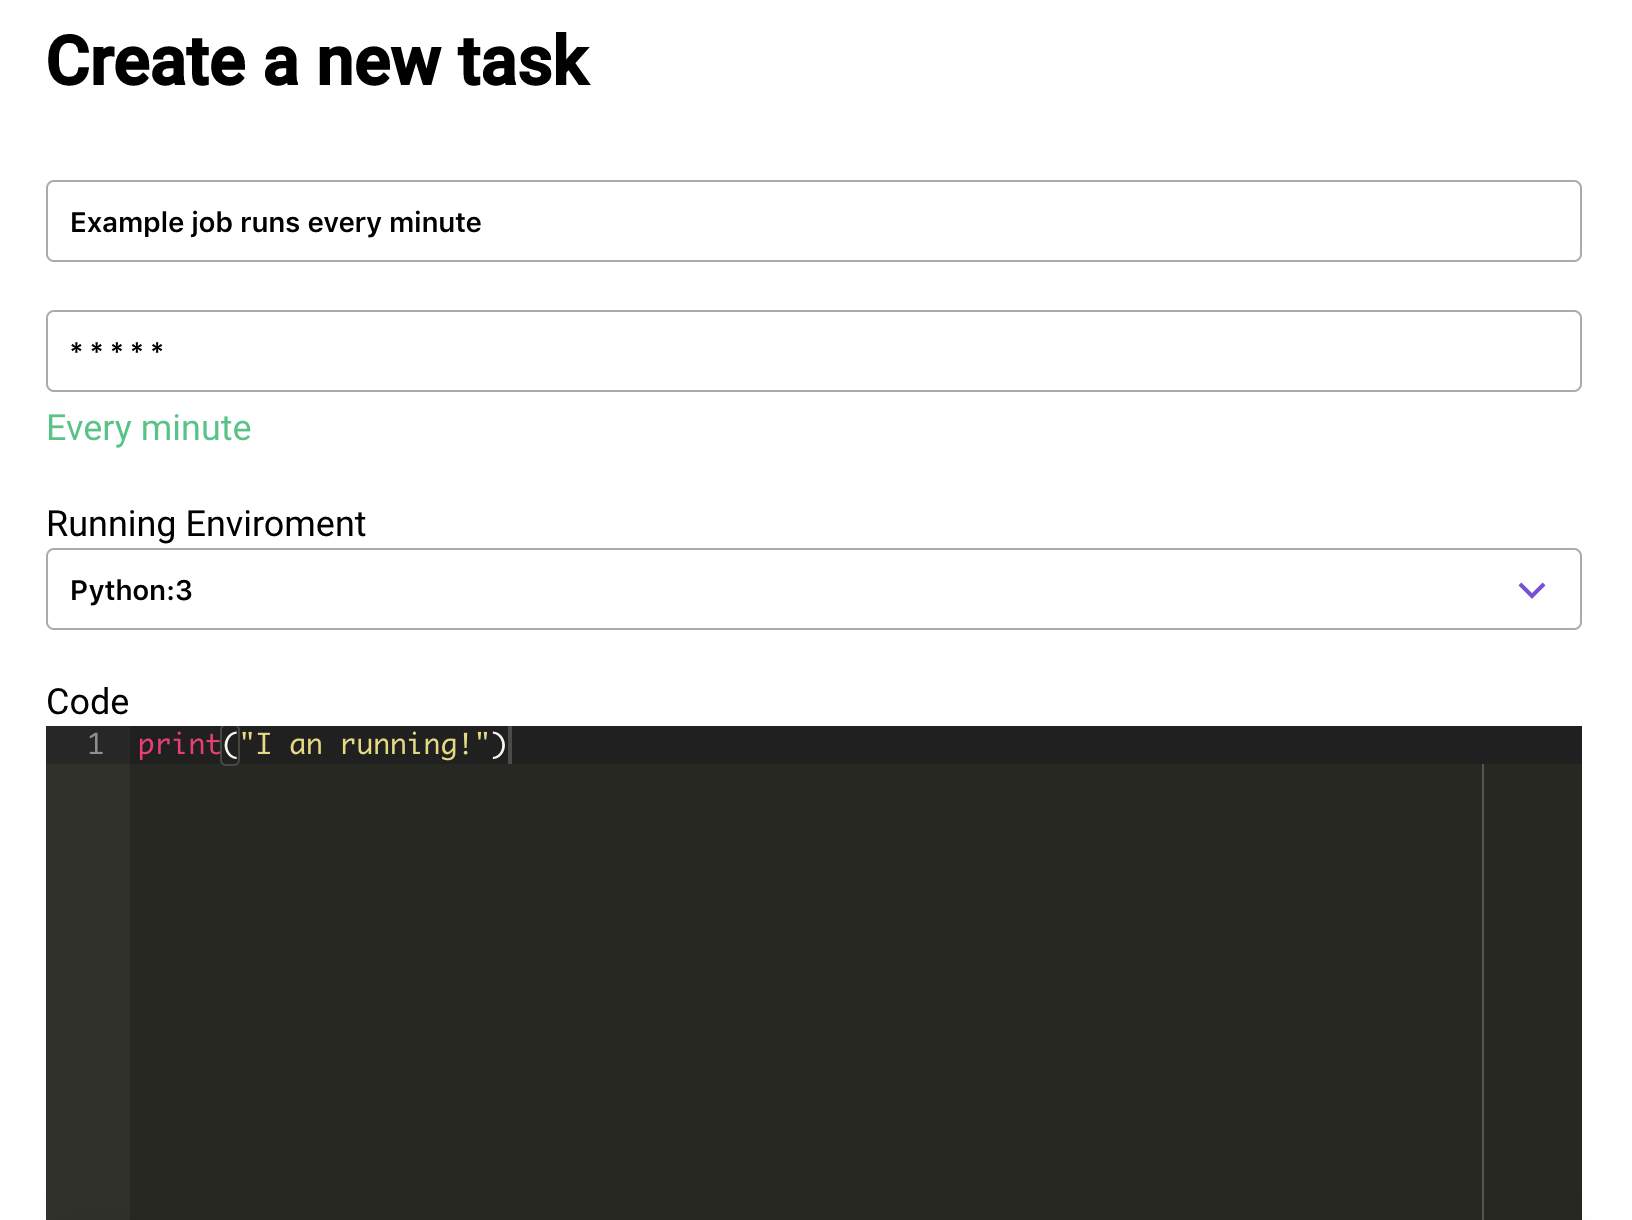 Create a new task
Example job runs every minute
* * * * *
Every minute
Running Enviroment
Python:3
Code
1 print("I an running!")